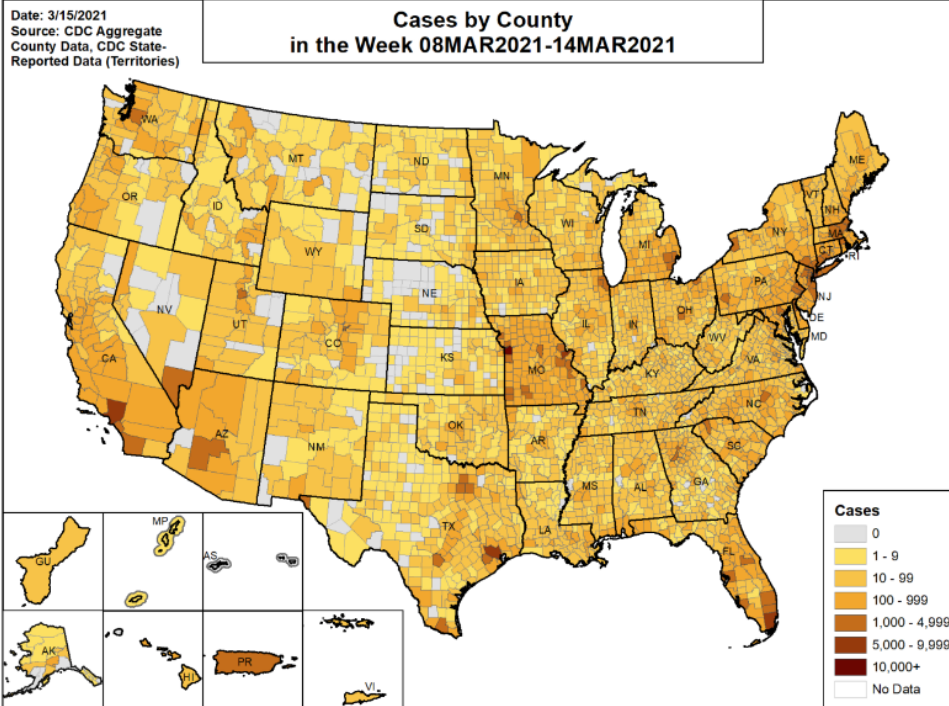 Date: 3/15/2021
Source: CDC Aggregate
County Data, CDC State-
Reported Data (Territories)
Cases by County
in the Week 08MAR2021-14MAR2021
WA
MT
ND
MN
ME
OR
ID
SD
WI
MI
VT
NH
NY
MA
CT
RI
WY
IA
PA
NE
NJ
NV
UT
CO
IL
IN
OH
DE
MD
WV
CA
KS
MO
KY
VA
AZ
NM
OK
AR
TN
NC
SC
MS
AL
GA
TX
LA
FL
GU
MP
AS
AK
HI
PR
VI
Cases
0
1 - 9
10 - 99
100 - 999
1,000 - 4,999
5,000 - 9,999
10,000+
No Data